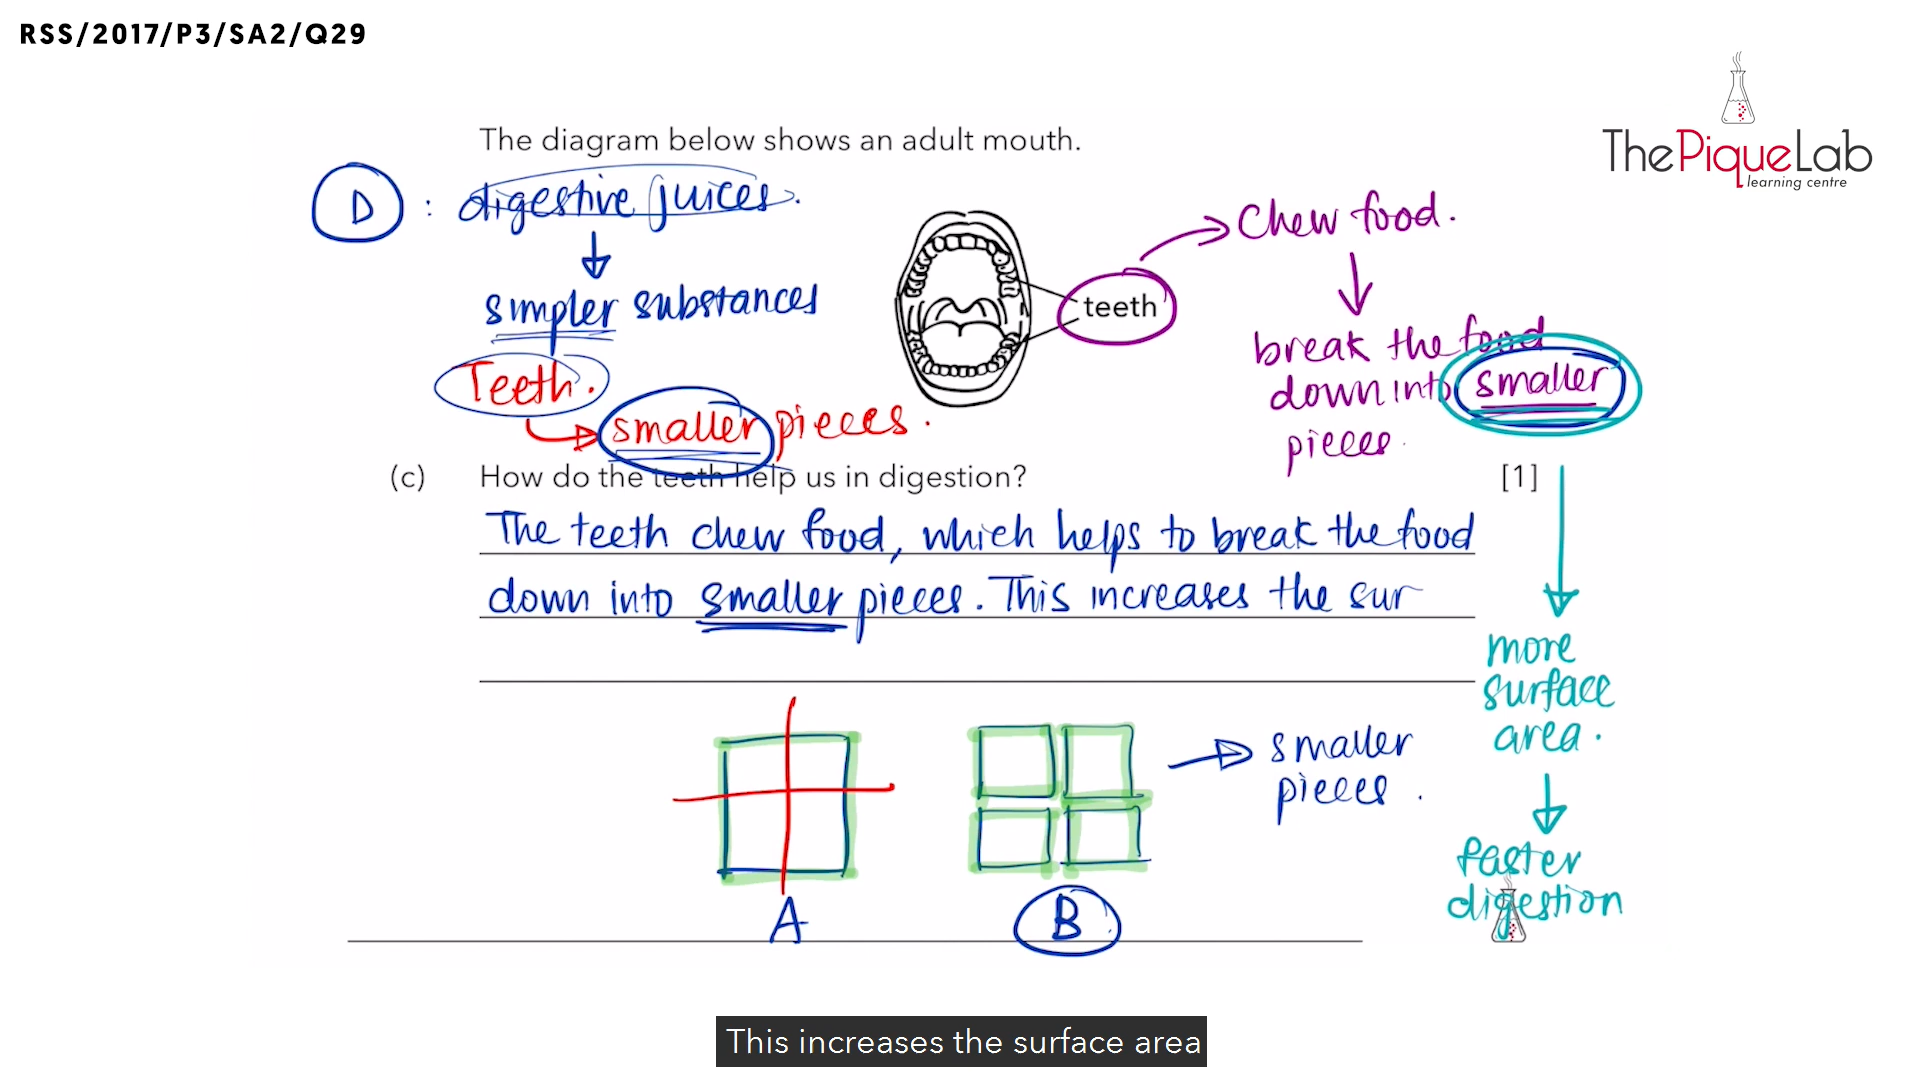 RSS/2017/P3/SA2/Q29
ThePiqueLab
learning centre
The diagram below shows an adult mouth.
D : digestive juices.
simpler substances
Teeth.
smaller pieces.
teeth
Chew food.
break the food
down into smaller
pieces.
(c) How do the teeth help us in digestion? [1]
The teeth chew food, which helps to break the food
down into smaller pieces. This increases the sur
more
surface
area.
faster
digestion
smaller
pieces.
A
B
This increases the surface area